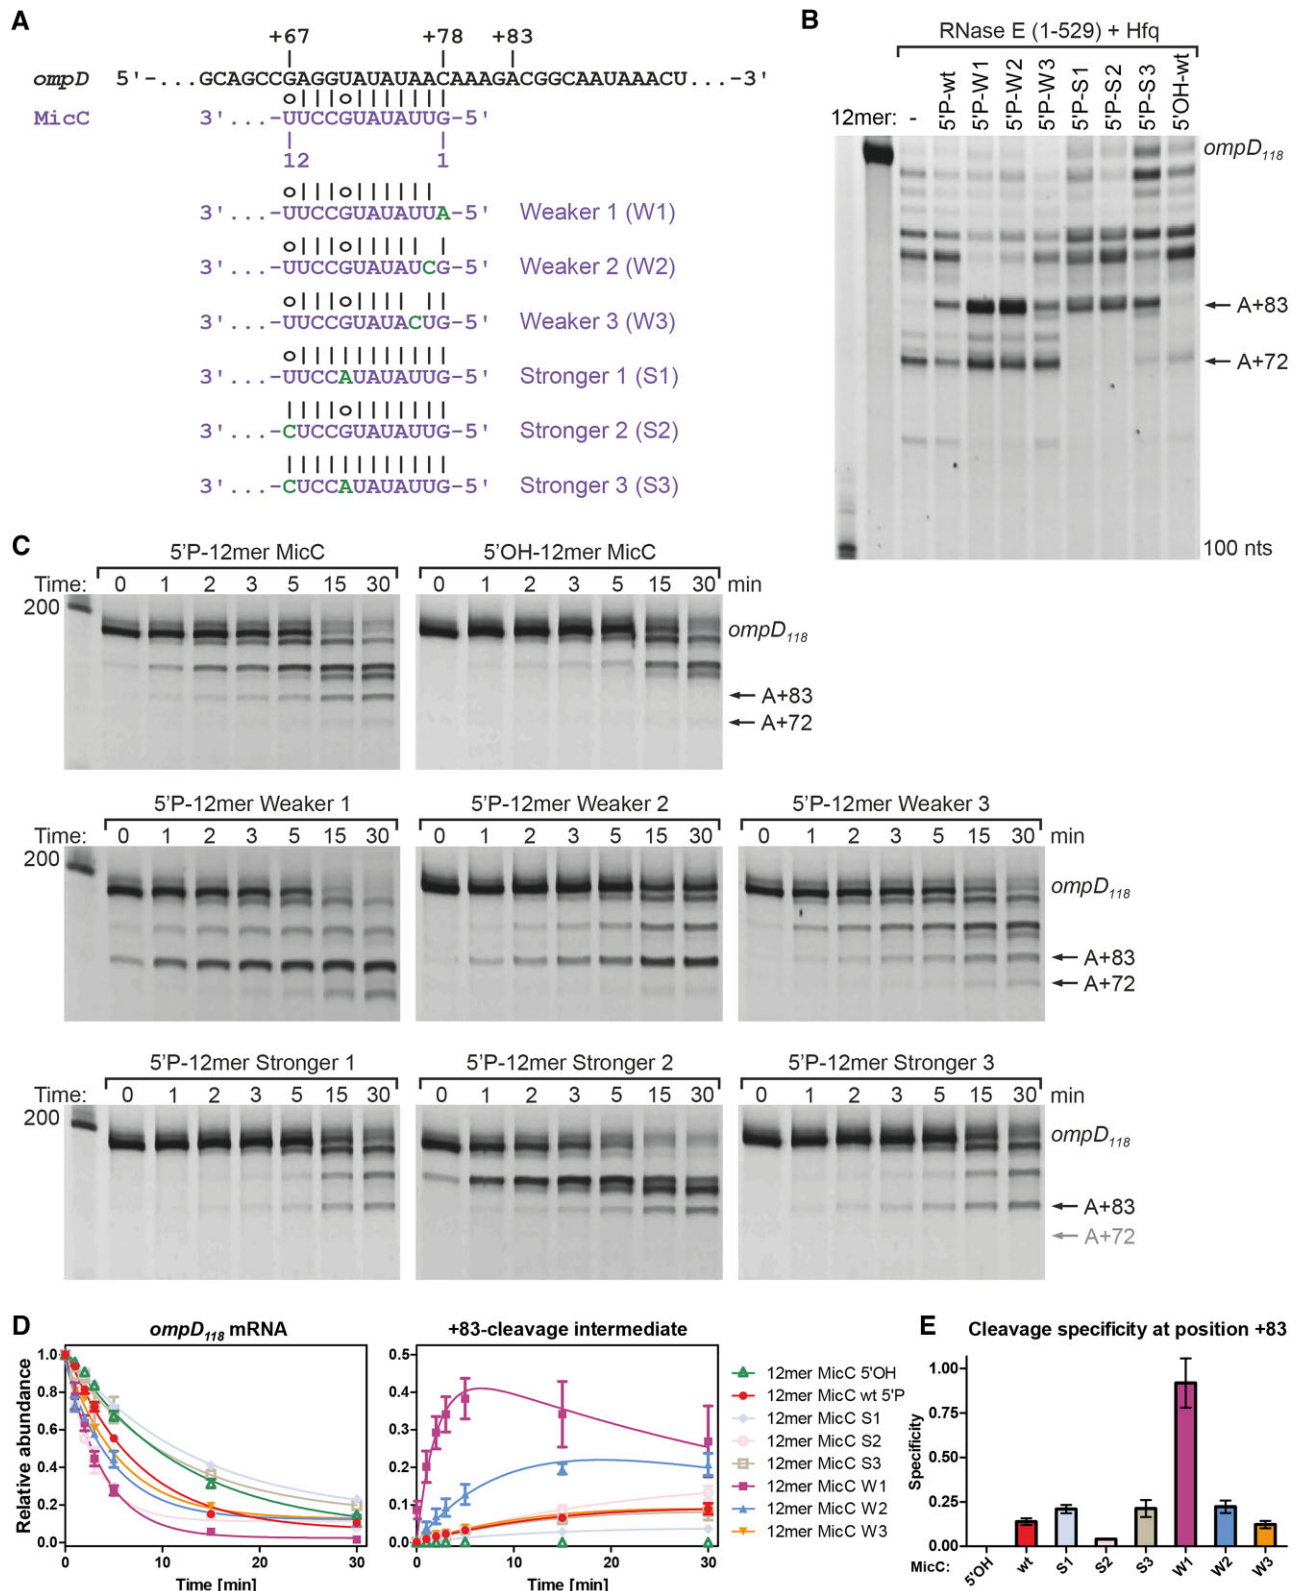 A
+67 +78 +83
ompD 5'-...GCAGCCGAGGUAUAUAACAAAGACGGCAAUAAACU...-3'
MicC 3'...-UUCCGUAUAUUG-5'
12 1
3'...-UUCCGUAUAUUA-5' Weaker 1 (W1)
3'...-UUCCGUAUAUCG-5' Weaker 2 (W2)
3'...-UUCCGUAUACUG-5' Weaker 3 (W3)
3'...-UUCCAUAUAUUG-5' Stronger 1 (S1)
3'...-CUCCGUAUAUUG-5' Stronger 2 (S2)
3'...-CUCCAUAUAUUG-5' Stronger 3 (S3)
B
RNase E (1-529) + Hfq
12mer: - 5'P-wt 5'P-W1 5'P-W2 5'P-W3 5'P-S1 5'P-S2 5'P-S3 5'OH-wt
ompD118
A+83
A+72
100 nts
C
5'P-12mer MicC 5'OH-12mer MicC
Time: 0 1 2 3 5 15 30 0 1 2 3 5 15 30 min
200
ompD118
A+83
A+72
5'P-12mer Weaker 1 5'P-12mer Weaker 2 5'P-12mer Weaker 3
Time: 0 1 2 3 5 15 30 0 1 2 3 5 15 30 0 1 2 3 5 15 30 min
200
ompD118
A+83
A+72
5'P-12mer Stronger 1 5'P-12mer Stronger 2 5'P-12mer Stronger 3
Time: 0 1 2 3 5 15 30 0 1 2 3 5 15 30 0 1 2 3 5 15 30 min
200
ompD118
A+83
A+72
D
ompD118 mRNA
Relative abundance
1.0
0.8
0.6
0.4
0.2
0.0
0 10 20 30
Time [min]
+83-cleavage intermediate
0.5
0.4
0.3
0.2
0.1
0.0
0 10 20 30
Time [min]
12mer MicC 5'OH
12mer MicC wt 5'P
12mer MicC S1
12mer MicC S2
12mer MicC S3
12mer MicC W1
12mer MicC W2
12mer MicC W3
E
Cleavage specificity at position +83
Specificity
1.00
0.75
0.50
0.25
0.00
MicC: 5'OH wt S1 S2 S3 W1 W2 W3